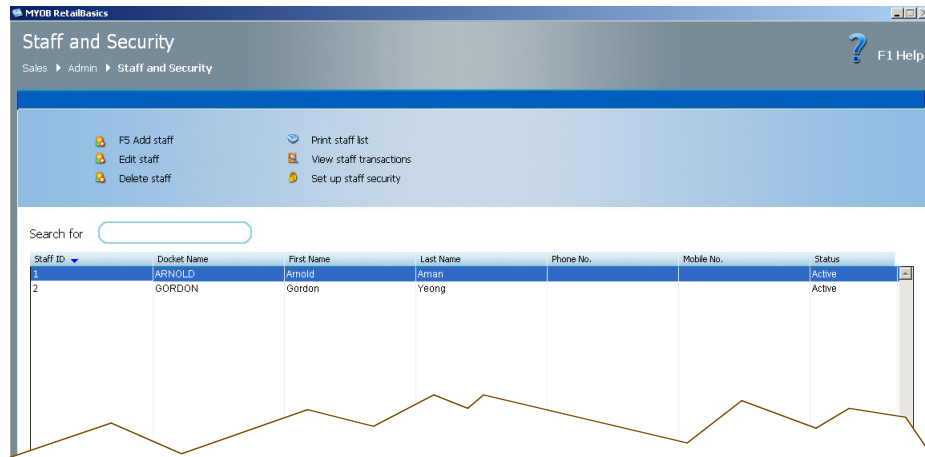 MYOB RetailBasics
Staff and Security
Sales Admin Staff and Security
F1 Help
F5 Add staff
Edit staff
Delete staff
Print staff list
View staff transactions
Set up staff security
Search for
Staff ID Docket Name First Name Last Name Phone No. Mobile No. Status
1 ARNOLD Arnold Aman Active
2 GORDON Gordon Yeong Active